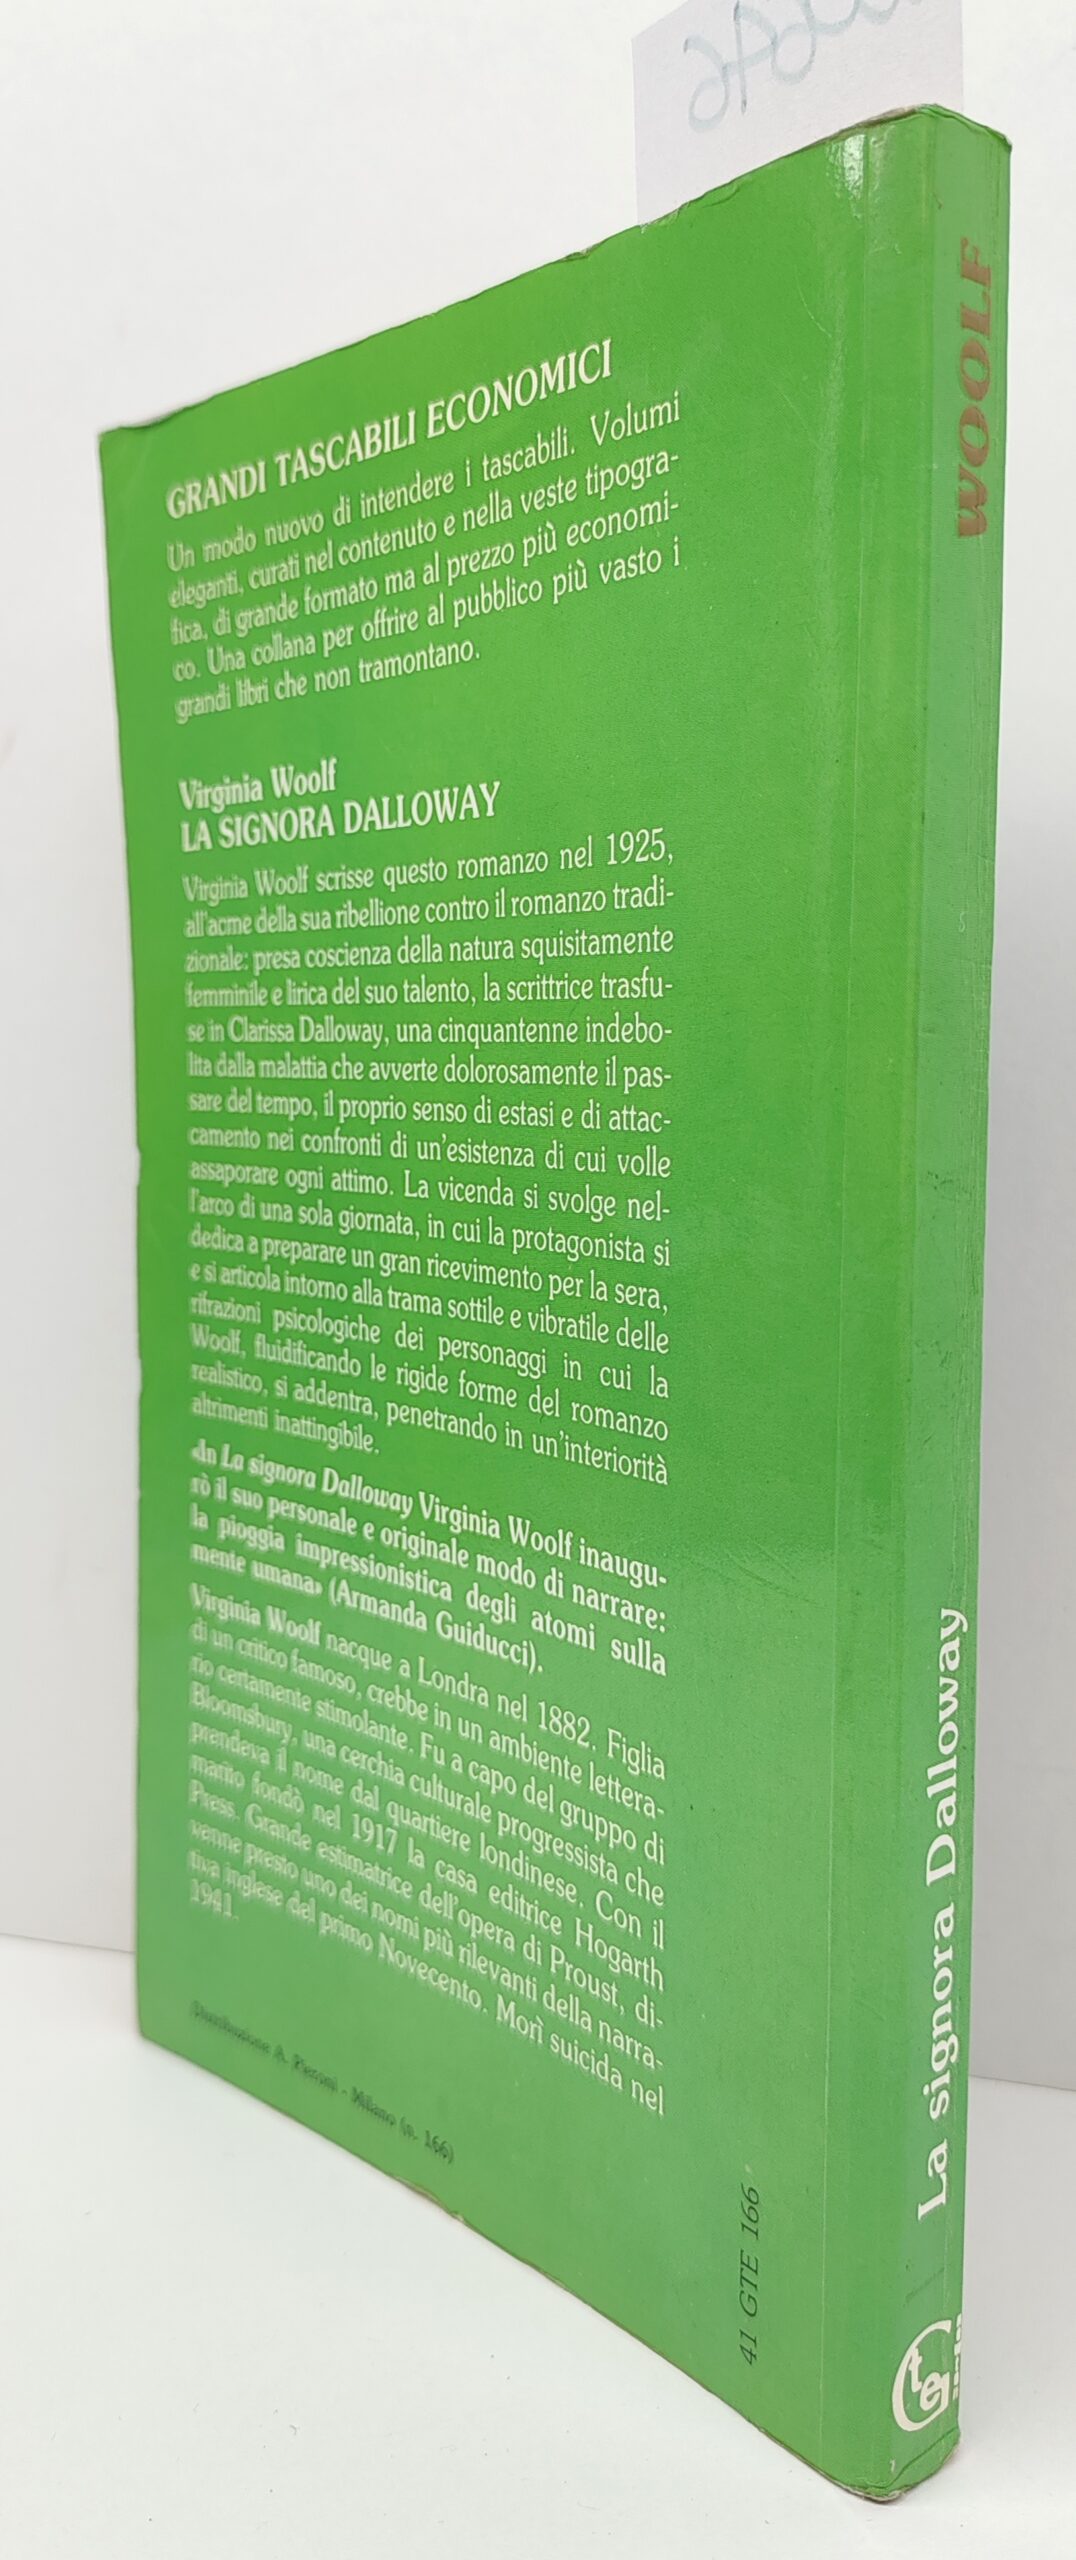 GRANDI TASCABILI ECONOMICI
Un modo nuovo di intendere i tascabili. Volumi
eleganti, curati nel contenuto e nella veste tipogra-
fica, di grande formato ma al prezzo più economi-
co. Una collana per offrire al pubblico più vasto i
grandi libri che non tramontano.
Virginia Woolf
LA SIGNORA DALLOWAY
Virginia Woolf scrisse questo romanzo nel 1925,
all'acme della sua ribellione contro il romanzo tradi-
zionale: presa coscienza della natura squisitamente
femminile e lirica del suo talento, la scrittrice trasfu-
se in Clarissa Dalloway, una cinquantenne indebo-
lita dalla malattia che avverte dolorosamente il pas-
sare del tempo, il proprio senso di estasi e di attac-
camento nei confronti di un'esistenza di cui volle
assaporare ogni attimo. La vicenda si svolge nel-
l'arco di una sola giornata, in cui la protagonista si
dedica a preparare un gran ricevimento per la sera,
e si articola intorno alla trama sottile e vibratile delle
rifrazioni psicologiche dei personaggi in cui la
Woolf, fluidificando le rigide forme del romanzo
realistico, si addentra, penetrando in un'interiorità
altrimenti inattingibile.
«In La signora Dalloway Virginia Woolf inaugu-
rò il suo personale e originale modo di narrare:
la pioggia impressionistica degli atomi sulla
mente umana» (Armanda Guiducci).
Virginia Woolf nacque a Londra nel 1882. Figlia
di un critico famoso, crebbe in un ambiente lettera-
rio certamente stimolante. Fu a capo del gruppo di
Bloomsbury, una cerchia culturale progressista che
prendeva il nome dal quartiere londinese. Con il
marito fondò nel 1917 la casa editrice Hogarth
Press. Grande estimatrice dell'opera di Proust, di-
venne presto uno dei nomi più rilevanti della narra-
tiva inglese del primo Novecento. Morì suicida nel
1941.
Distribuzione A. Pieroni - Milano (n. 166)
41 GTE 166
WOOLF
La signora Dalloway
Gte